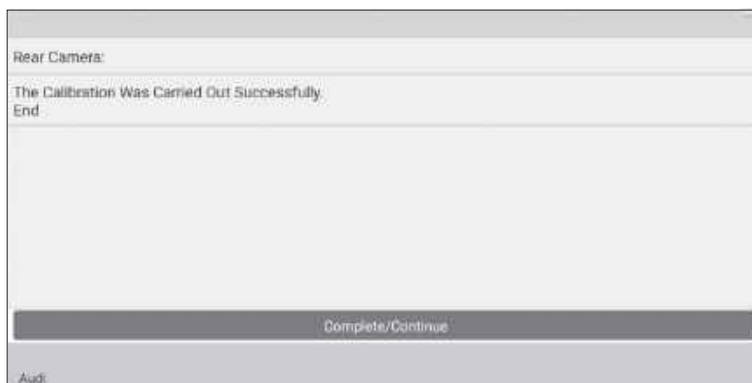 Rear Camera:
The Calibration Was Carried Out Successfully.
End
Complete/Continue
Audi